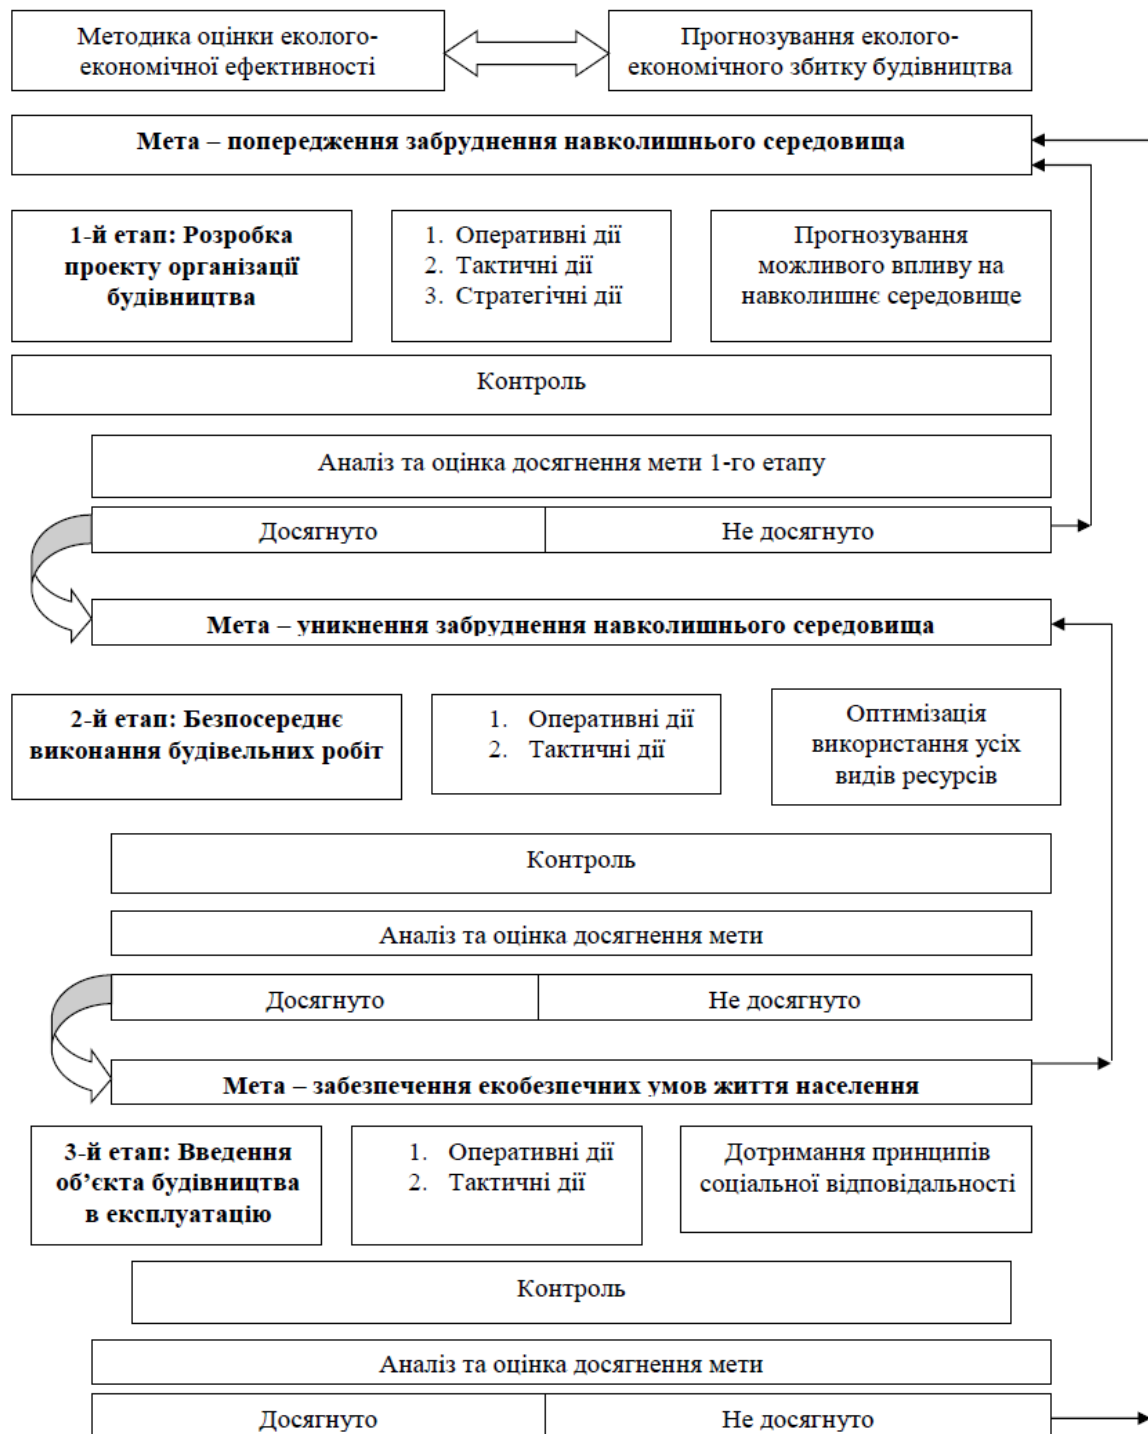 Методика оцінки еколого-
економічної ефективності
Прогнозування еколого-
економічного збитку будівництва
Мета – попередження забруднення навколишнього середовища
1-й етап: Розробка
проекту організації
будівництва
1. Оперативні дії
2. Тактичні дії
3. Стратегічні дії
Прогнозування
можливого впливу на
навколишнє середовище
Контроль
Аналіз та оцінка досягнення мети 1-го етапу
Досягнуто
Не досягнуто
Мета – уникнення забруднення навколишнього середовища
2-й етап: Безпосереднє
виконання будівельних робіт
1. Оперативні дії
2. Тактичні дії
Оптимізація
використання усіх
видів ресурсів
Контроль
Аналіз та оцінка досягнення мети
Досягнуто
Не досягнуто
Мета – забезпечення екобезпечних умов життя населення
3-й етап: Введення
об’єкта будівництва
в експлуатацію
1. Оперативні дії
2. Тактичні дії
Дотримання принципів
соціальної відповідальності
Контроль
Аналіз та оцінка досягнення мети
Досягнуто
Не досягнуто